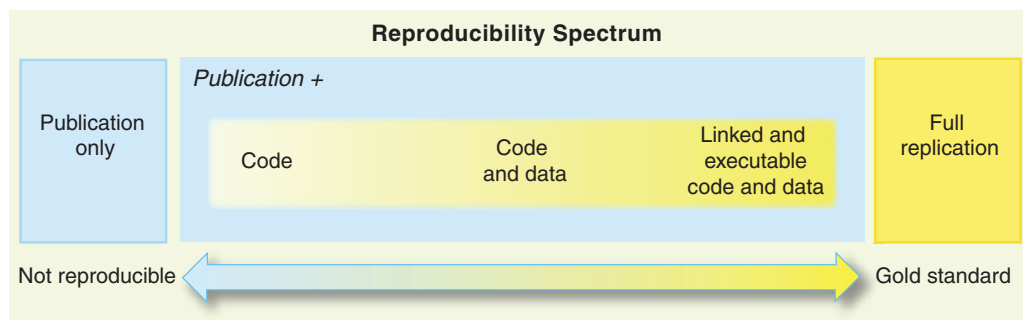 Reproducibility Spectrum
Publication +
Publication
only
Code
Code
and data
Linked and
executable
code and data
Full
replication
Not reproducible
Gold standard